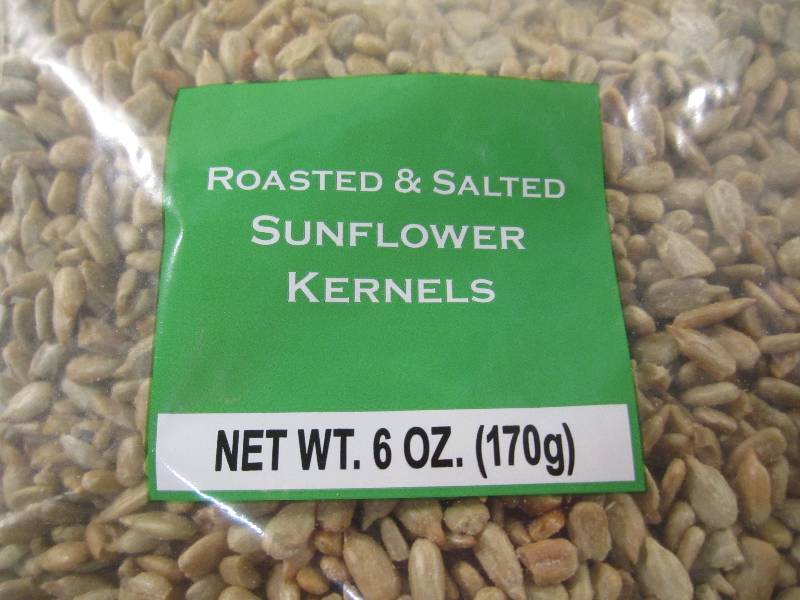 ROASTED & SALTED
SUNFLOWER
KERNELS
NET WT. 6 OZ. (170g)